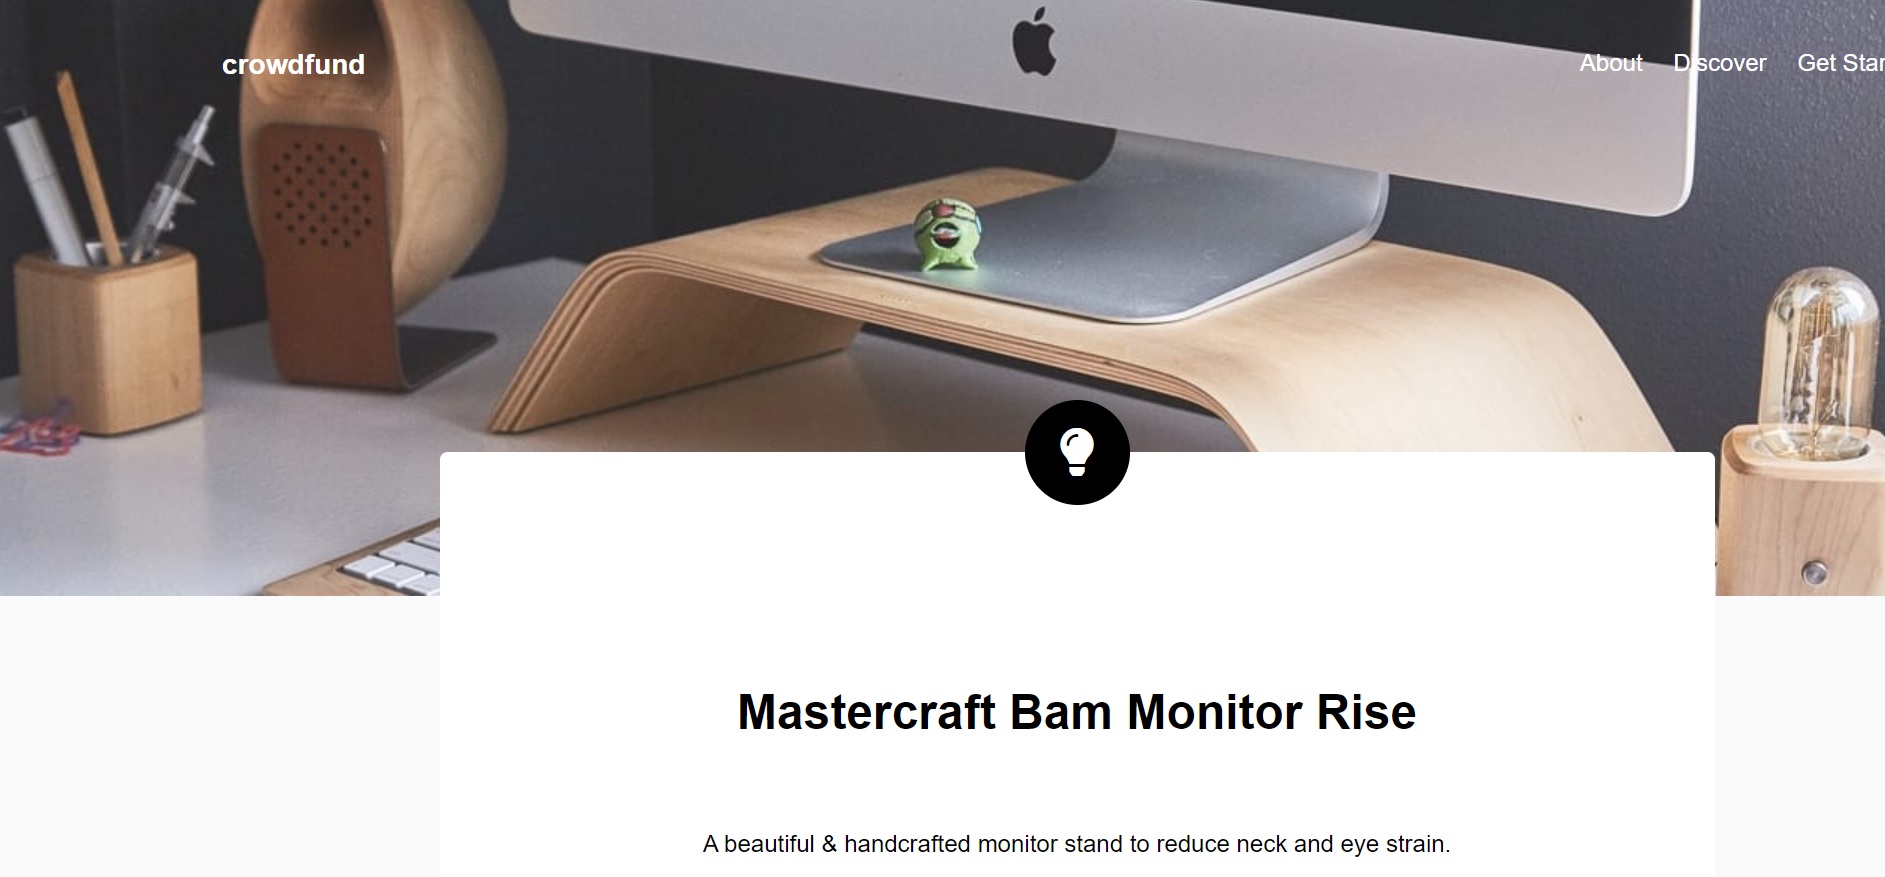 crowdfund
About Discover Get Star
Mastercraft Bam Monitor Rise
A beautiful & handcrafted monitor stand to reduce neck and eye strain.